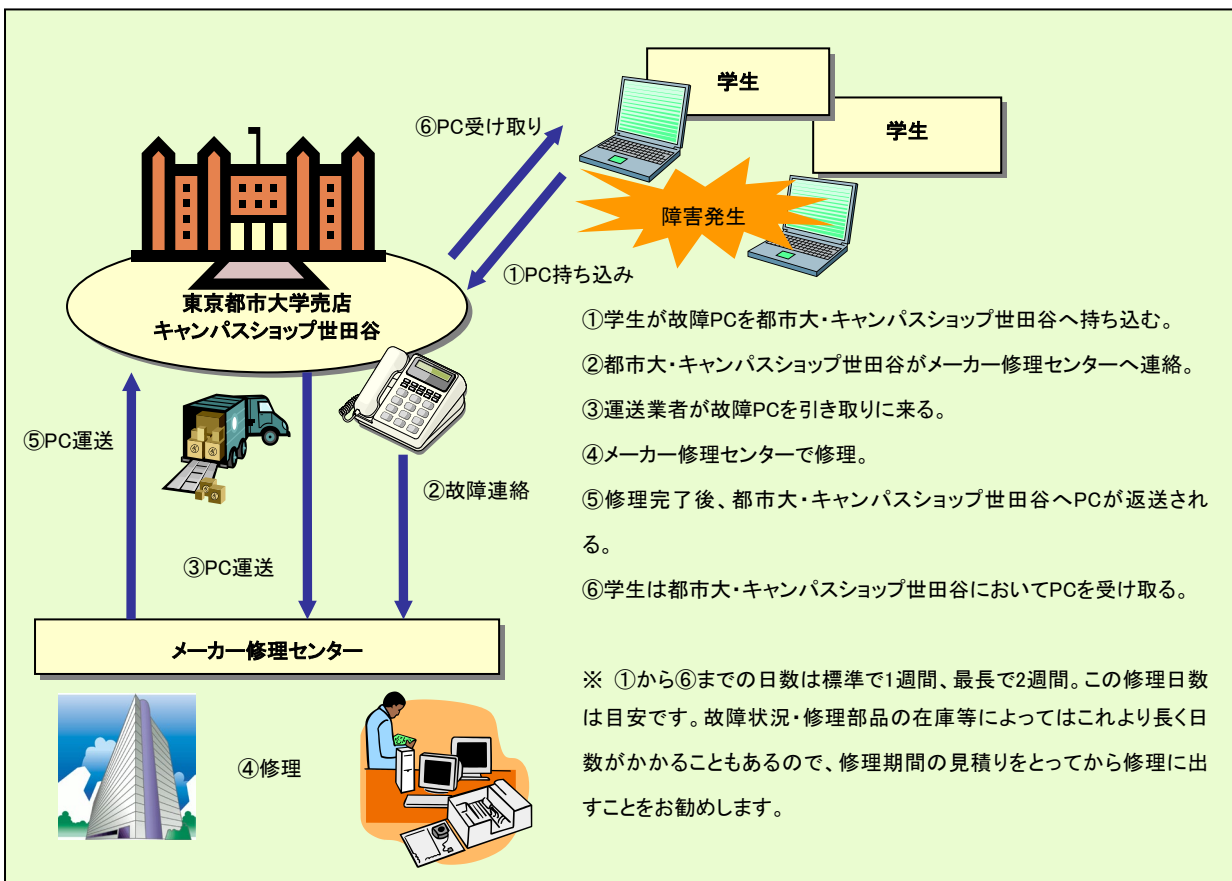 学生
学生
⑥PC受け取り
障害発生
①PC持ち込み
東京都市大学売店
キャンパスショップ世田谷
⑤PC運送
②故障連絡
③PC運送
メーカー修理センター
④修理
①学生が故障PCを都市大・キャンパスショップ世田谷へ持ち込む。
②都市大・キャンパスショップ世田谷がメーカー修理センターへ連絡。
③運送業者が故障PCを引き取りに来る。
④メーカー修理センターで修理。
⑤修理完了後、都市大・キャンパスショップ世田谷へPCが返送され
る。
⑥学生は都市大・キャンパスショップ世田谷においてPCを受け取る。
※ ①から⑥までの日数は標準で1週間、最長で2週間。この修理日数
は目安です。故障状況・修理部品の在庫等によってはこれより長く日
数がかかることもあるので、修理期間の見積りをとってから修理に出
すことをお勧めします。